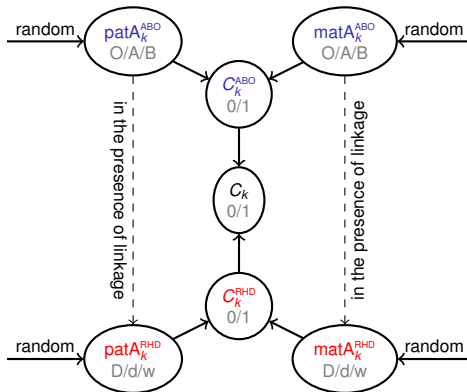 random
patA_k^ABO
O/A/B
matA_k^ABO
O/A/B
random
C_k^ABO
0/1
in the presence of linkage
C_k
0/1
in the presence of linkage
C_k^RHD
0/1
random
patA_k^RHD
D/d/w
matA_k^RHD
D/d/w
random